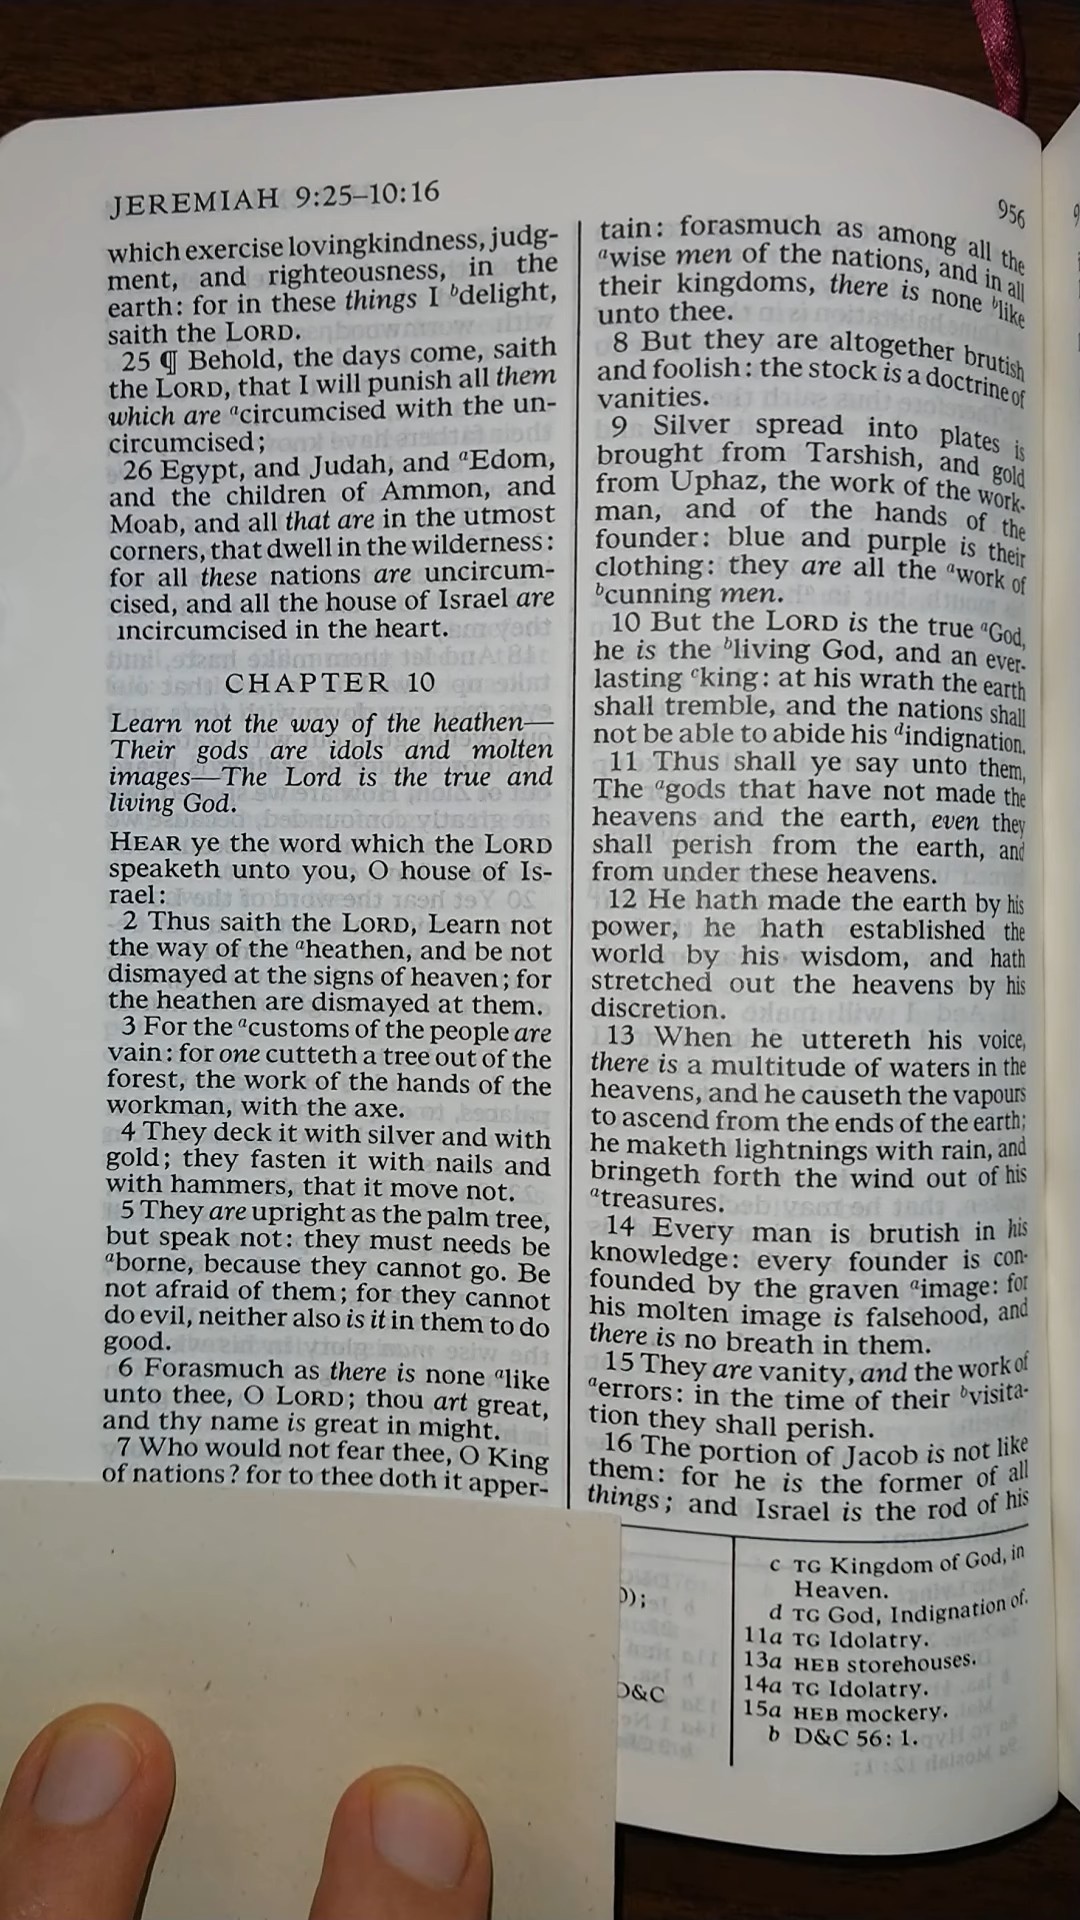 JEREMIAH 9:25–10:16
956
which exercise lovingkindness, judg-
ment, and righteousness, in the
earth: for in these things I bdelight,
saith the LORD.
25 ¶ Behold, the days come, saith
the LORD, that I will punish all them
which are acircumcised with the un-
circumcised;
26 Egypt, and Judah, and aEdom,
and the children of Ammon, and
Moab, and all that are in the utmost
corners, that dwell in the wilderness:
for all these nations are uncircum-
cised, and all the house of Israel are
uncircumcised in the heart.
CHAPTER 10
Learn not the way of the heathen—
Their gods are idols and molten
images—The Lord is the true and
living God.
HEAR ye the word which the LORD
speaketh unto you, O house of Is-
rael:
2 Thus saith the LORD, Learn not
the way of the aheathen, and be not
dismayed at the signs of heaven; for
the heathen are dismayed at them.
3 For the acustoms of the people are
vain: for one cutteth a tree out of the
forest, the work of the hands of the
workman, with the axe.
4 They deck it with silver and with
gold; they fasten it with nails and
with hammers, that it move not.
5 They are upright as the palm tree,
but speak not: they must needs be
aborne, because they cannot go. Be
not afraid of them; for they cannot
do evil, neither also is it in them to do
good.
6 Forasmuch as there is none alike
unto thee, O LORD; thou art great,
and thy name is great in might.
7 Who would not fear thee, O King
of nations? for to thee doth it apper-
tain: forasmuch as among all the
awise men of the nations, and in all
their kingdoms, there is none blike
unto thee.
8 But they are altogether brutish
and foolish: the stock is a doctrine of
vanities.
9 Silver spread into plates is
brought from Tarshish, and gold
from Uphaz, the work of the work-
man, and of the hands of the
founder: blue and purple is their
clothing: they are all the awork of
bcunning men.
10 But the LORD is the true aGod,
he is the bliving God, and an ever-
lasting cking: at his wrath the earth
shall tremble, and the nations shall
not be able to abide his dindignation.
11 Thus shall ye say unto them,
The agods that have not made the
heavens and the earth, even they
shall perish from the earth, and
from under these heavens.
12 He hath made the earth by his
power, he hath established the
world by his wisdom, and hath
stretched out the heavens by his
discretion.
13 When he uttereth his voice,
there is a multitude of waters in the
heavens, and he causeth the vapours
to ascend from the ends of the earth;
he maketh lightnings with rain, and
bringeth forth the wind out of his
atreasures.
14 Every man is brutish in his
knowledge: every founder is con-
founded by the graven aimage: for
his molten image is falsehood, and
there is no breath in them.
15 They are vanity, and the work of
aerrors: in the time of their bvisita-
tion they shall perish.
16 The portion of Jacob is not like
them: for he is the former of all
things; and Israel is the rod of his
D&C
c TG Kingdom of God, in
Heaven.
d TG God, Indignation of.
11a TG Idolatry.
13a HEB storehouses.
14a TG Idolatry.
15a HEB mockery.
b D&C 56: 1.